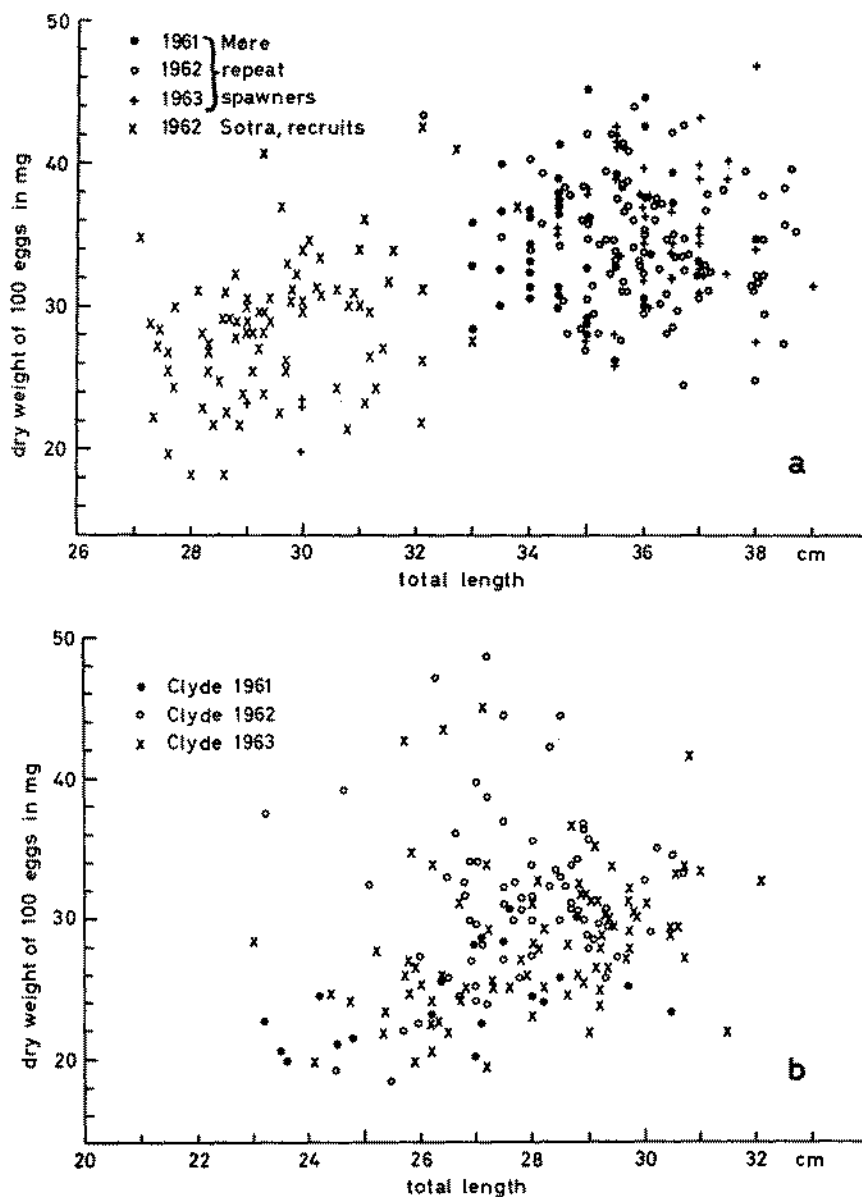 50
40
30
20
dry weight of 100 eggs in mg
1961 Møre
1962 repeat
1963 spawners
1962 Sotra, recruits
a
26 28 30 32 34 36 38 cm
total length
50
40
30
20
dry weight of 100 eggs in mg
Clyde 1961
Clyde 1962
Clyde 1963
b
20 22 24 26 28 30 32 cm
total length